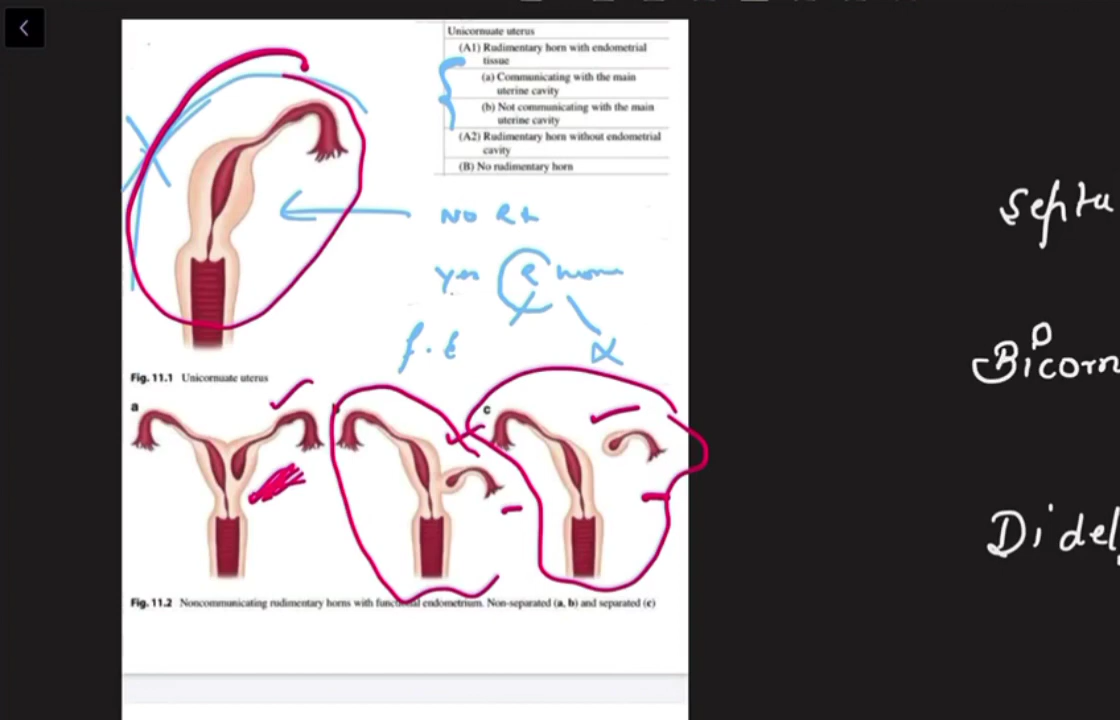 Unicornuate uterus
(A1) Rudimentary horn with endometrial
tissue
(a) Communicating with the main
uterine cavity
(b) Not communicating with the main
uterine cavity
(A2) Rudimentary horn without endometrial
cavity
(B) No rudimentary horn
NO RH
Yes R horn
f. E
Fig. 11.1 Unicornuate uterus
a
c
Fig. 11.2 Noncommunicating rudimentary horns with functional endometrium. Non-separated (a, b) and separated (c)
Septa
Bicorn
Didel